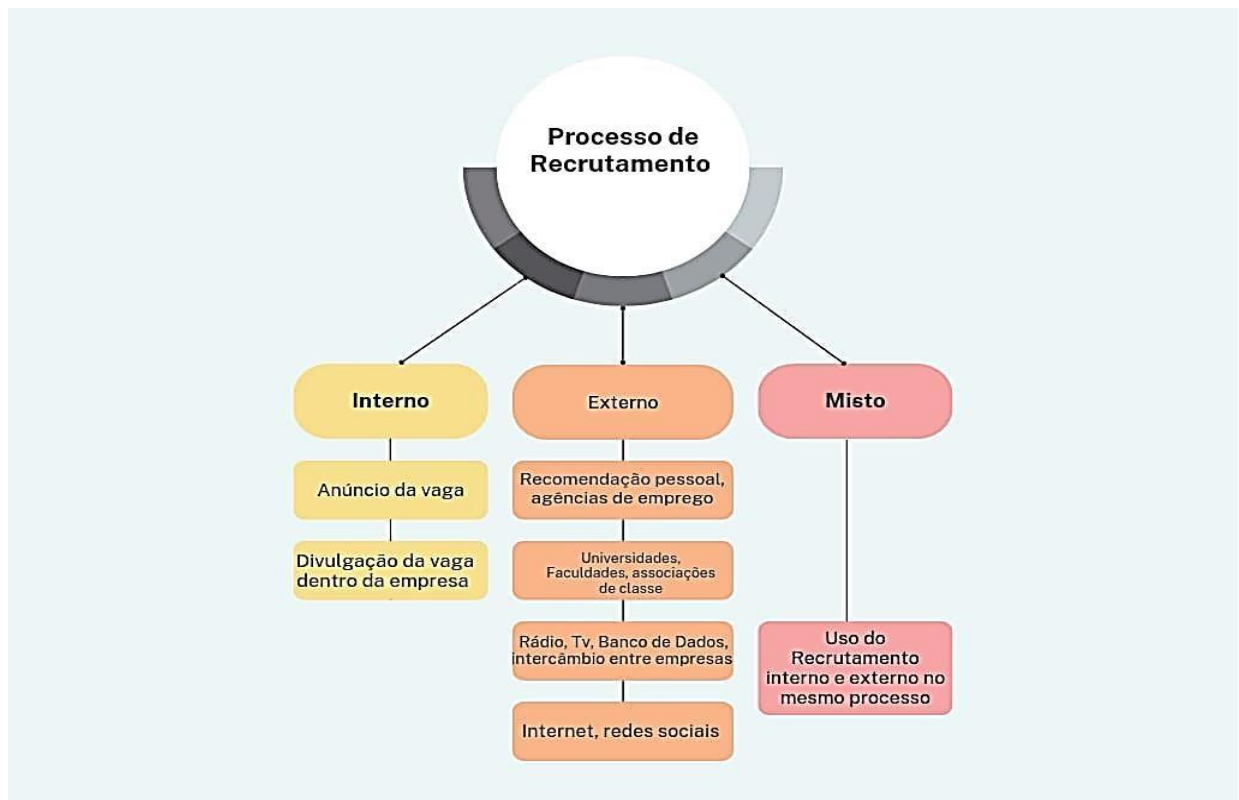 Processo de
Recrutamento
Interno
Anúncio da vaga
Divulgação da vaga
dentro da empresa
Externo
Recomendação pessoal,
agências de emprego
Universidades,
Faculdades, associações
de classe
Rádio, Tv, Banco de Dados,
intercâmbio entre empresas
Internet, redes sociais
Misto
Uso do
Recrutamento
interno e externo no
mesmo processo